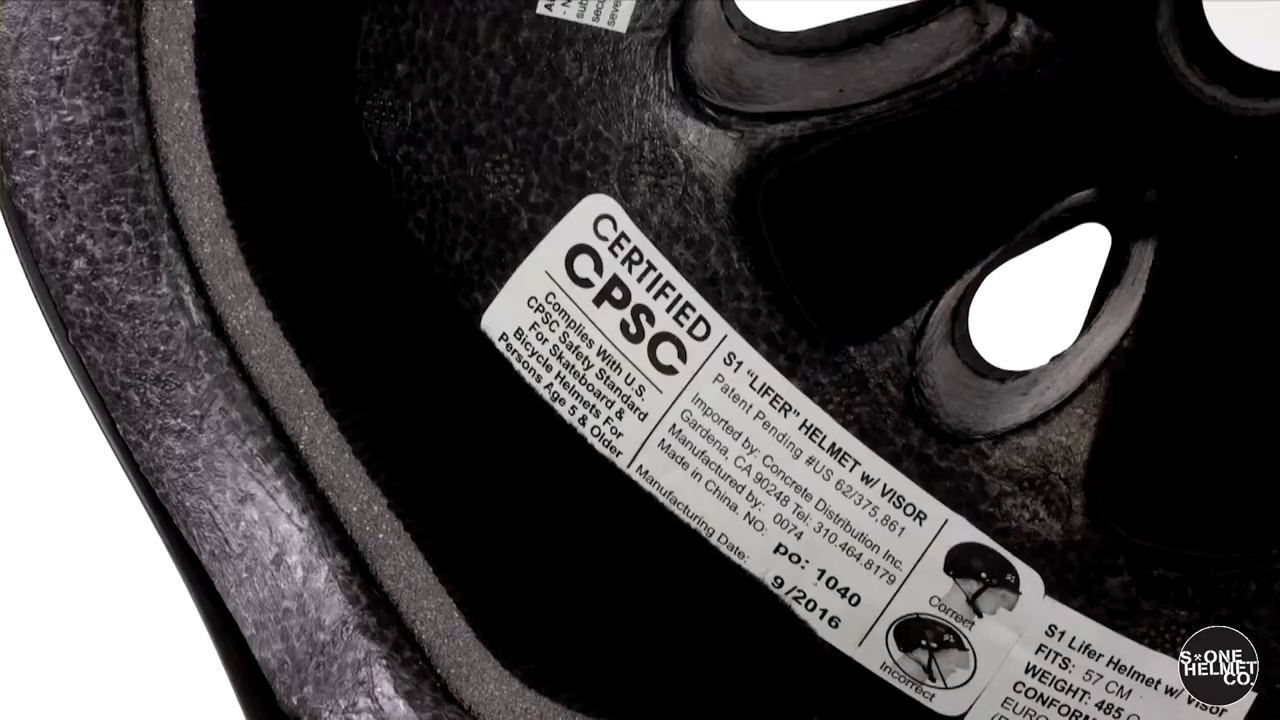 CERTIFIED
CPSC
Complies With U.S.
CPSC Safety Standard
For Skateboard &
Bicycle Helmets For
Persons Age 5 & Older
S1 “LIFER” HELMET w/ VISOR
Patent Pending #US 62/375,861
Imported by: Concrete Distribution Inc.
Gardena, CA 90248 Tel: 310.464.8179
Manufactured by: 0074
Made in China. NO: po: 1040
Manufacturing Date: 9/2016
Correct
Incorrect
S1 Lifer Helmet w/ Visor
FITS: 57 CM
WEIGHT: 485
S ONE
HELMET
CO.